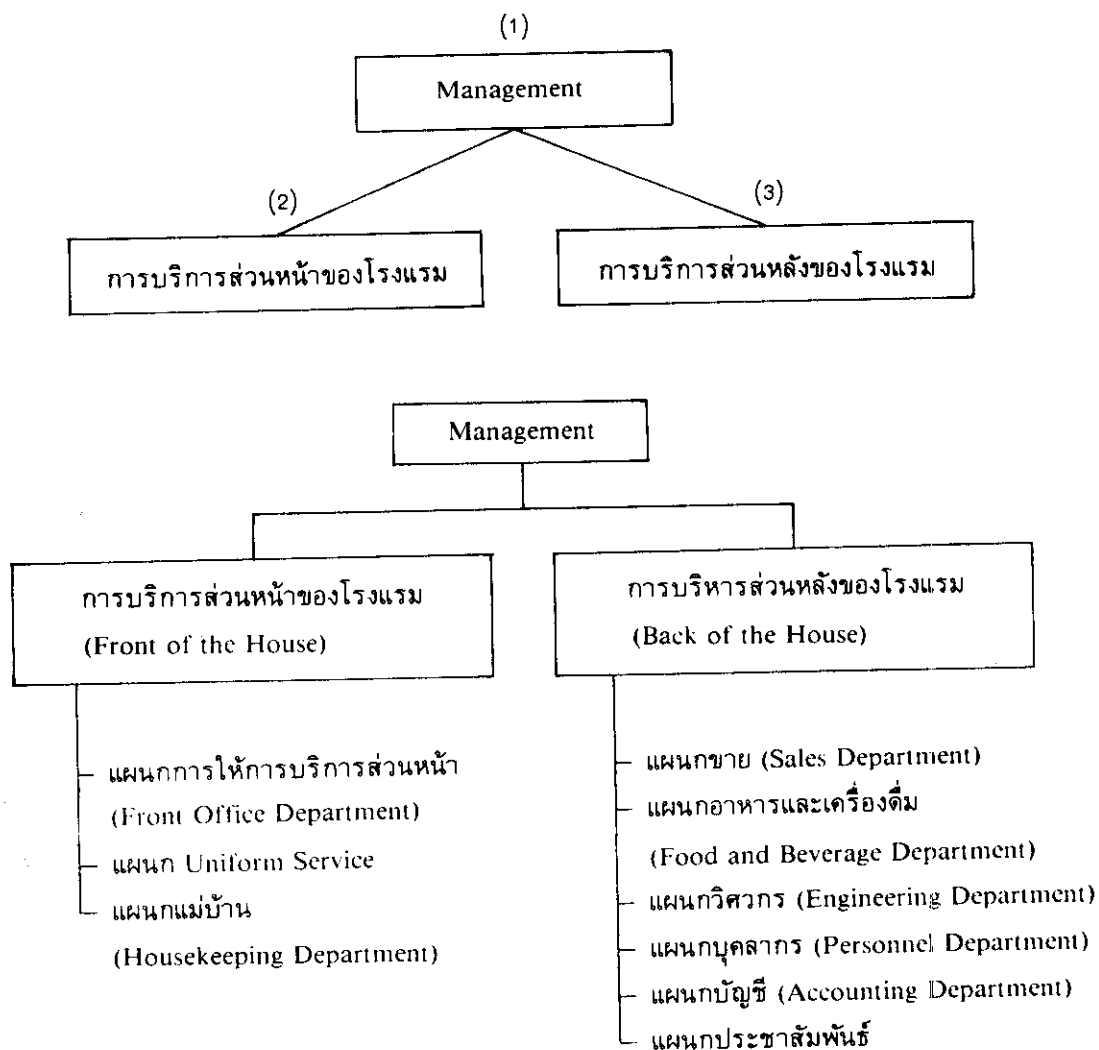 (1)
Management
(2)
(3)
การบริการส่วนหน้าของโรงแรม
การบริการส่วนหลังของโรงแรม
Management
การบริการส่วนหน้าของโรงแรม
(Front of the House)
การบริหารส่วนหลังของโรงแรม
(Back of the House)
แผนกการให้การบริการส่วนหน้า
(Front Office Department)
แผนก Uniform Service
แผนกแม่บ้าน
(Housekeeping Department)
แผนกขาย (Sales Department)
แผนกอาหารและเครื่องดื่ม
(Food and Beverage Department)
แผนกวิศวกร (Engineering Department)
แผนกบุคลากร (Personnel Department)
แผนกบัญชี (Accounting Department)
แผนกประชาสัมพันธ์